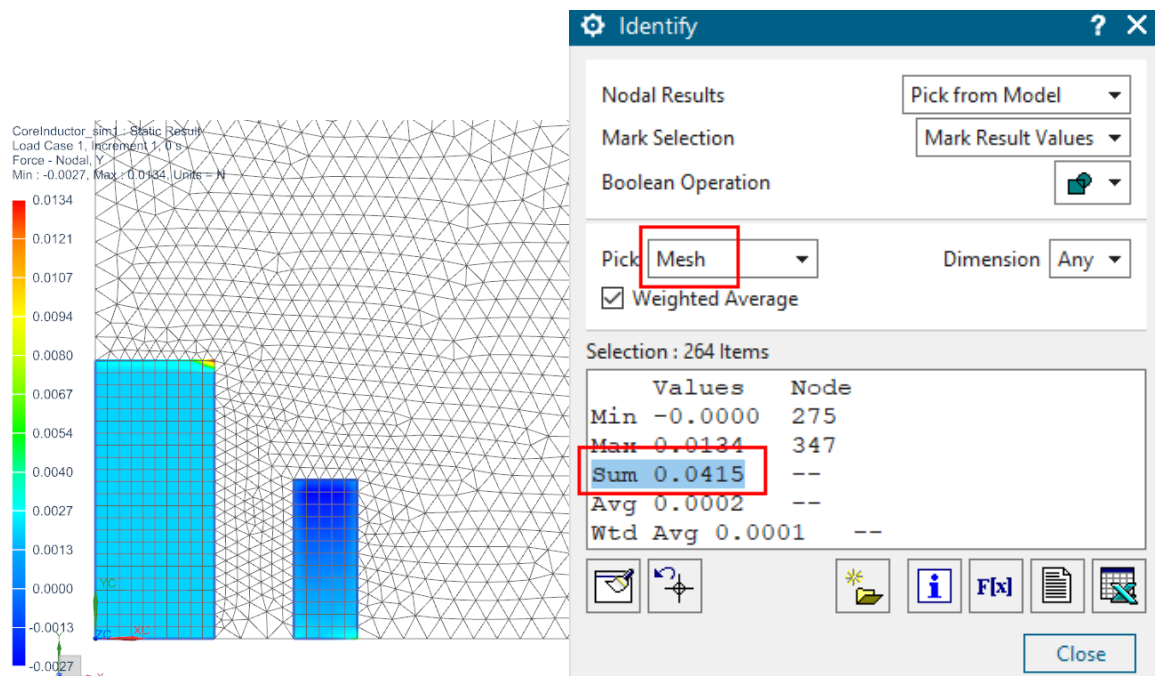 CoreInductor_sim1 : Static Result
Load Case 1, Increment 1, 0 s
Force - Nodal, Y
Min : -0.0027, Max : 0.0134, Units = N
0.0134
0.0121
0.0107
0.0094
0.0080
0.0067
0.0054
0.0040
0.0027
0.0013
0.0000
-0.0013
-0.0027
YC
ZC
XC
Y
X
Identify
? X
Nodal Results Pick from Model
Mark Selection Mark Result Values
Boolean Operation
Pick Mesh Dimension Any
Weighted Average
Selection : 264 Items
Values Node
Min -0.0000 275
Max 0.0134 347
Sum 0.0415 --
Avg 0.0002 --
Wtd Avg 0.0001 --
i F[x] X
Close